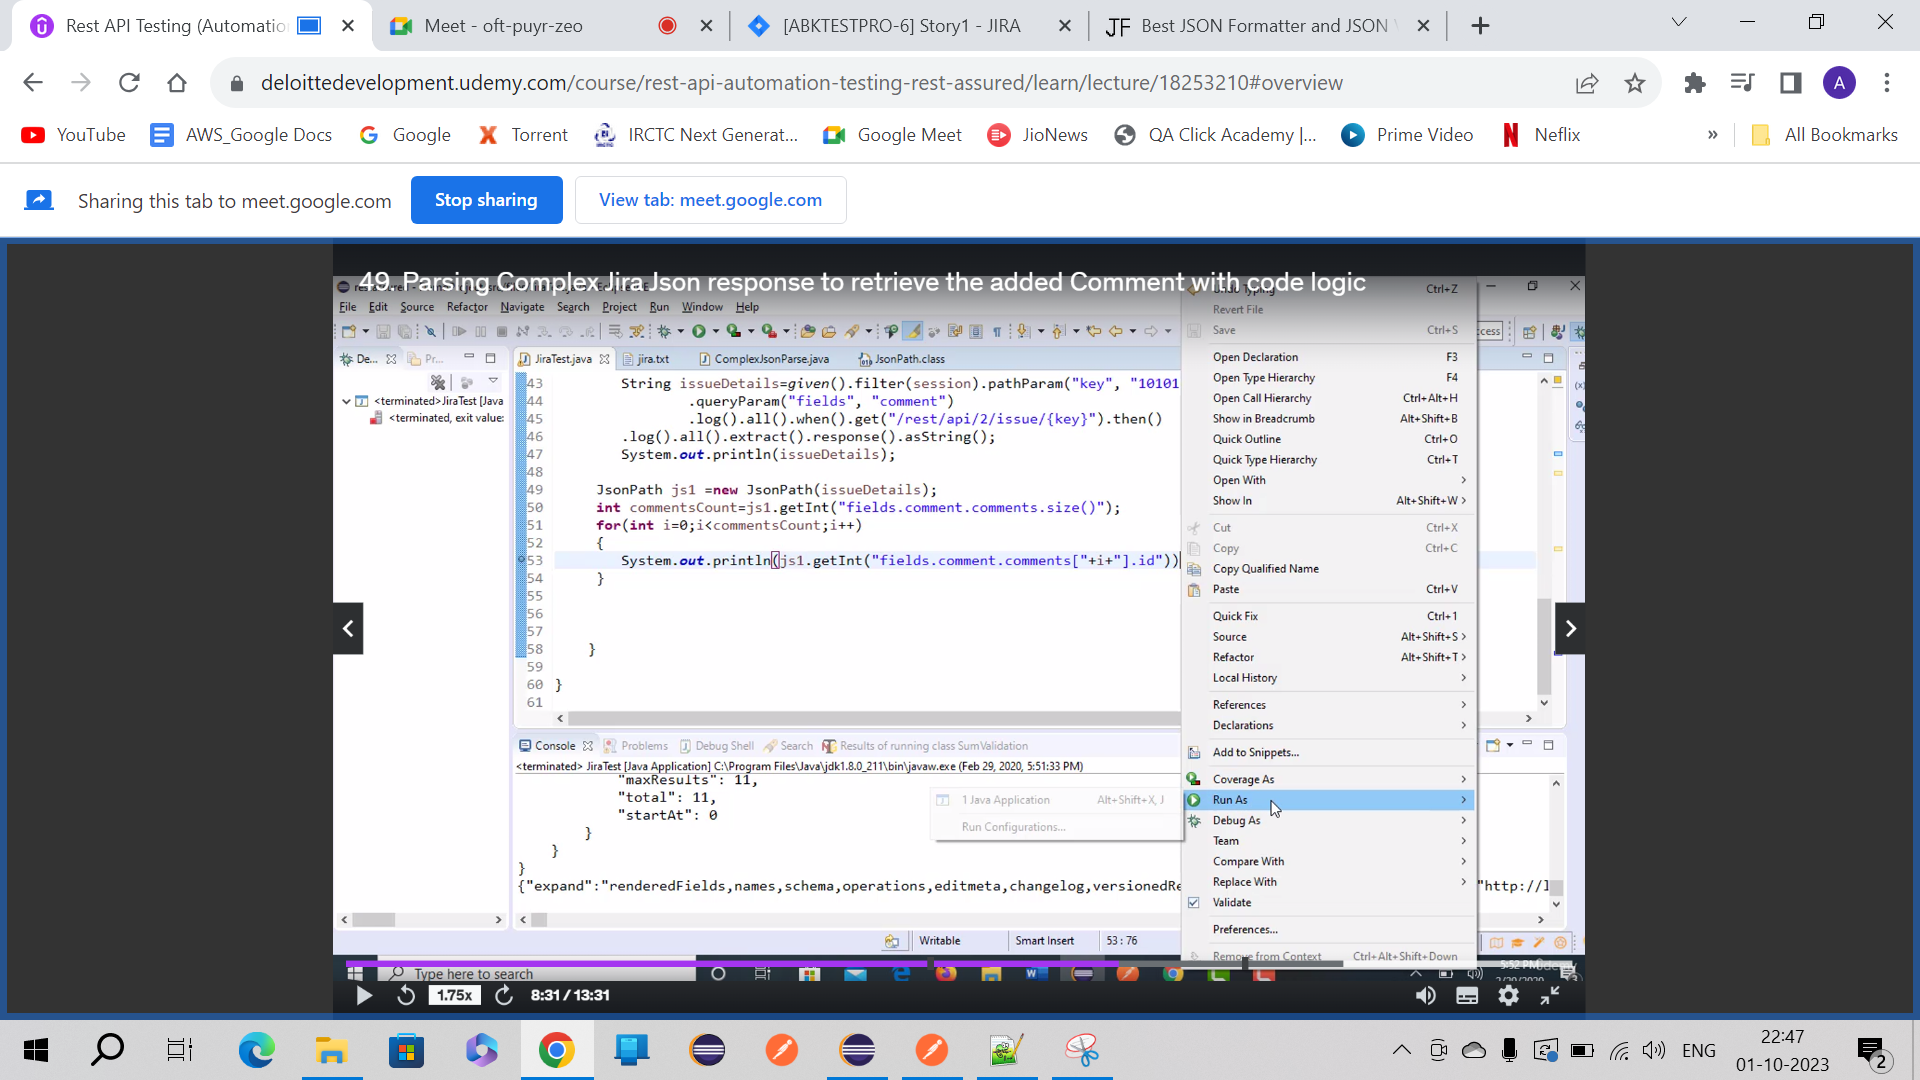 Rest API Testing (Automatio
Meet - oft-puyr-zeo
[ABKTESTPRO-6] Story1 - JIRA
JF Best JSON Formatter and JSON
deloittedevelopment.udemy.com/course/rest-api-automation-testing-rest-assured/learn/lecture/18253210#overview
A
YouTube AWS_Google Docs Google Torrent IRCTC Next Generat... Google Meet JioNews QA Click Academy |... Prime Video Neflix » All Bookmarks
Sharing this tab to meet.google.com Stop sharing View tab: meet.google.com
49. Parsing Complex Jira Json response to retrieve the added Comment with code logic
File Edit Source Refactor Navigate Search Project Run Window Help
De... Pr...
JiraTest.java jira.txt ComplexJsonParse.java JsonPath.class
<terminated>JiraTest [Java
<terminated, exit value:
43 String issueDetails=given().filter(session).pathParam("key", "10101
44 .queryParam("fields", "comment")
45 .log().all().when().get("/rest/api/2/issue/{key}").then()
46 .log().all().extract().response().asString();
47 System.out.println(issueDetails);
48
49 JsonPath js1 =new JsonPath(issueDetails);
50 int commentsCount=js1.getInt("fields.comment.comments.size()");
51 for(int i=0;i<commentsCount;i++)
52 {
53 System.out.println(js1.getInt("fields.comment.comments["+i+"].id"))
54 }
55
56
57
58 }
59
60 }
61
Undo Typing Ctrl+Z
Revert File
Save Ctrl+S
Open Declaration F3
Open Type Hierarchy F4
Open Call Hierarchy Ctrl+Alt+H
Show in Breadcrumb Alt+Shift+B
Quick Outline Ctrl+O
Quick Type Hierarchy Ctrl+T
Open With >
Show In Alt+Shift+W >
Cut Ctrl+X
Copy Ctrl+C
Copy Qualified Name
Paste Ctrl+V
Quick Fix Ctrl+1
Source Alt+Shift+S >
Refactor Alt+Shift+T >
Local History >
References >
Declarations >
Add to Snippets...
Coverage As >
Run As >
Debug As >
Team >
Compare With >
Replace With >
Validate
Preferences...
Remove from Context Ctrl+Alt+Shift+Down
1 Java Application Alt+Shift+X, J
Run Configurations...
Console Problems Debug Shell Search Results of running class SumValidation
<terminated> JiraTest [Java Application] C:\Program Files\Java\jdk1.8.0_211\bin\javaw.exe (Feb 29, 2020, 5:51:33 PM)
"maxResults": 11,
"total": 11,
"startAt": 0
}
}
}
{"expand":"renderedFields,names,schema,operations,editmeta,changelog,versionedRe
"http://l
Writable Smart Insert 53 : 76
Type here to search
1.75x 8:31 / 13:31
ENG
22:47
01-10-2023
2